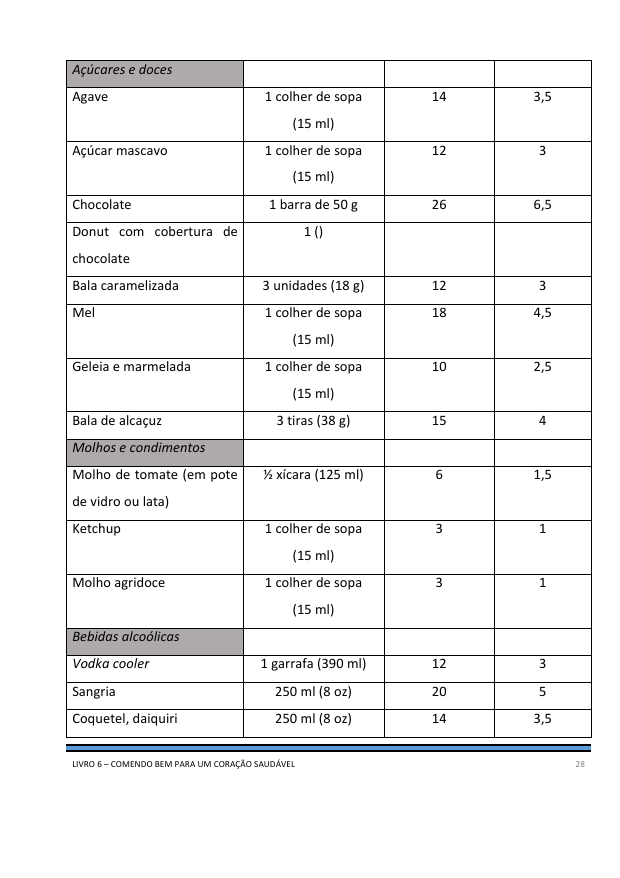 Açúcares e doces
Agave 1 colher de sopa 14 3,5
(15 ml)
Açúcar mascavo 1 colher de sopa 12 3
(15 ml)
Chocolate 1 barra de 50 g 26 6,5
Donut com cobertura de 1 ()
chocolate
Bala caramelizada 3 unidades (18 g) 12 3
Mel 1 colher de sopa 18 4,5
(15 ml)
Geleia e marmelada 1 colher de sopa 10 2,5
(15 ml)
Bala de alcaçuz 3 tiras (38 g) 15 4
Molhos e condimentos
Molho de tomate (em pote ½ xícara (125 ml) 6 1,5
de vidro ou lata)
Ketchup 1 colher de sopa 3 1
(15 ml)
Molho agridoce 1 colher de sopa 3 1
(15 ml)
Bebidas alcoólicas
Vodka cooler 1 garrafa (390 ml) 12 3
Sangria 250 ml (8 oz) 20 5
Coquetel, daiquiri 250 ml (8 oz) 14 3,5
LIVRO 6 – COMENDO BEM PARA UM CORAÇÃO SAUDÁVEL 28